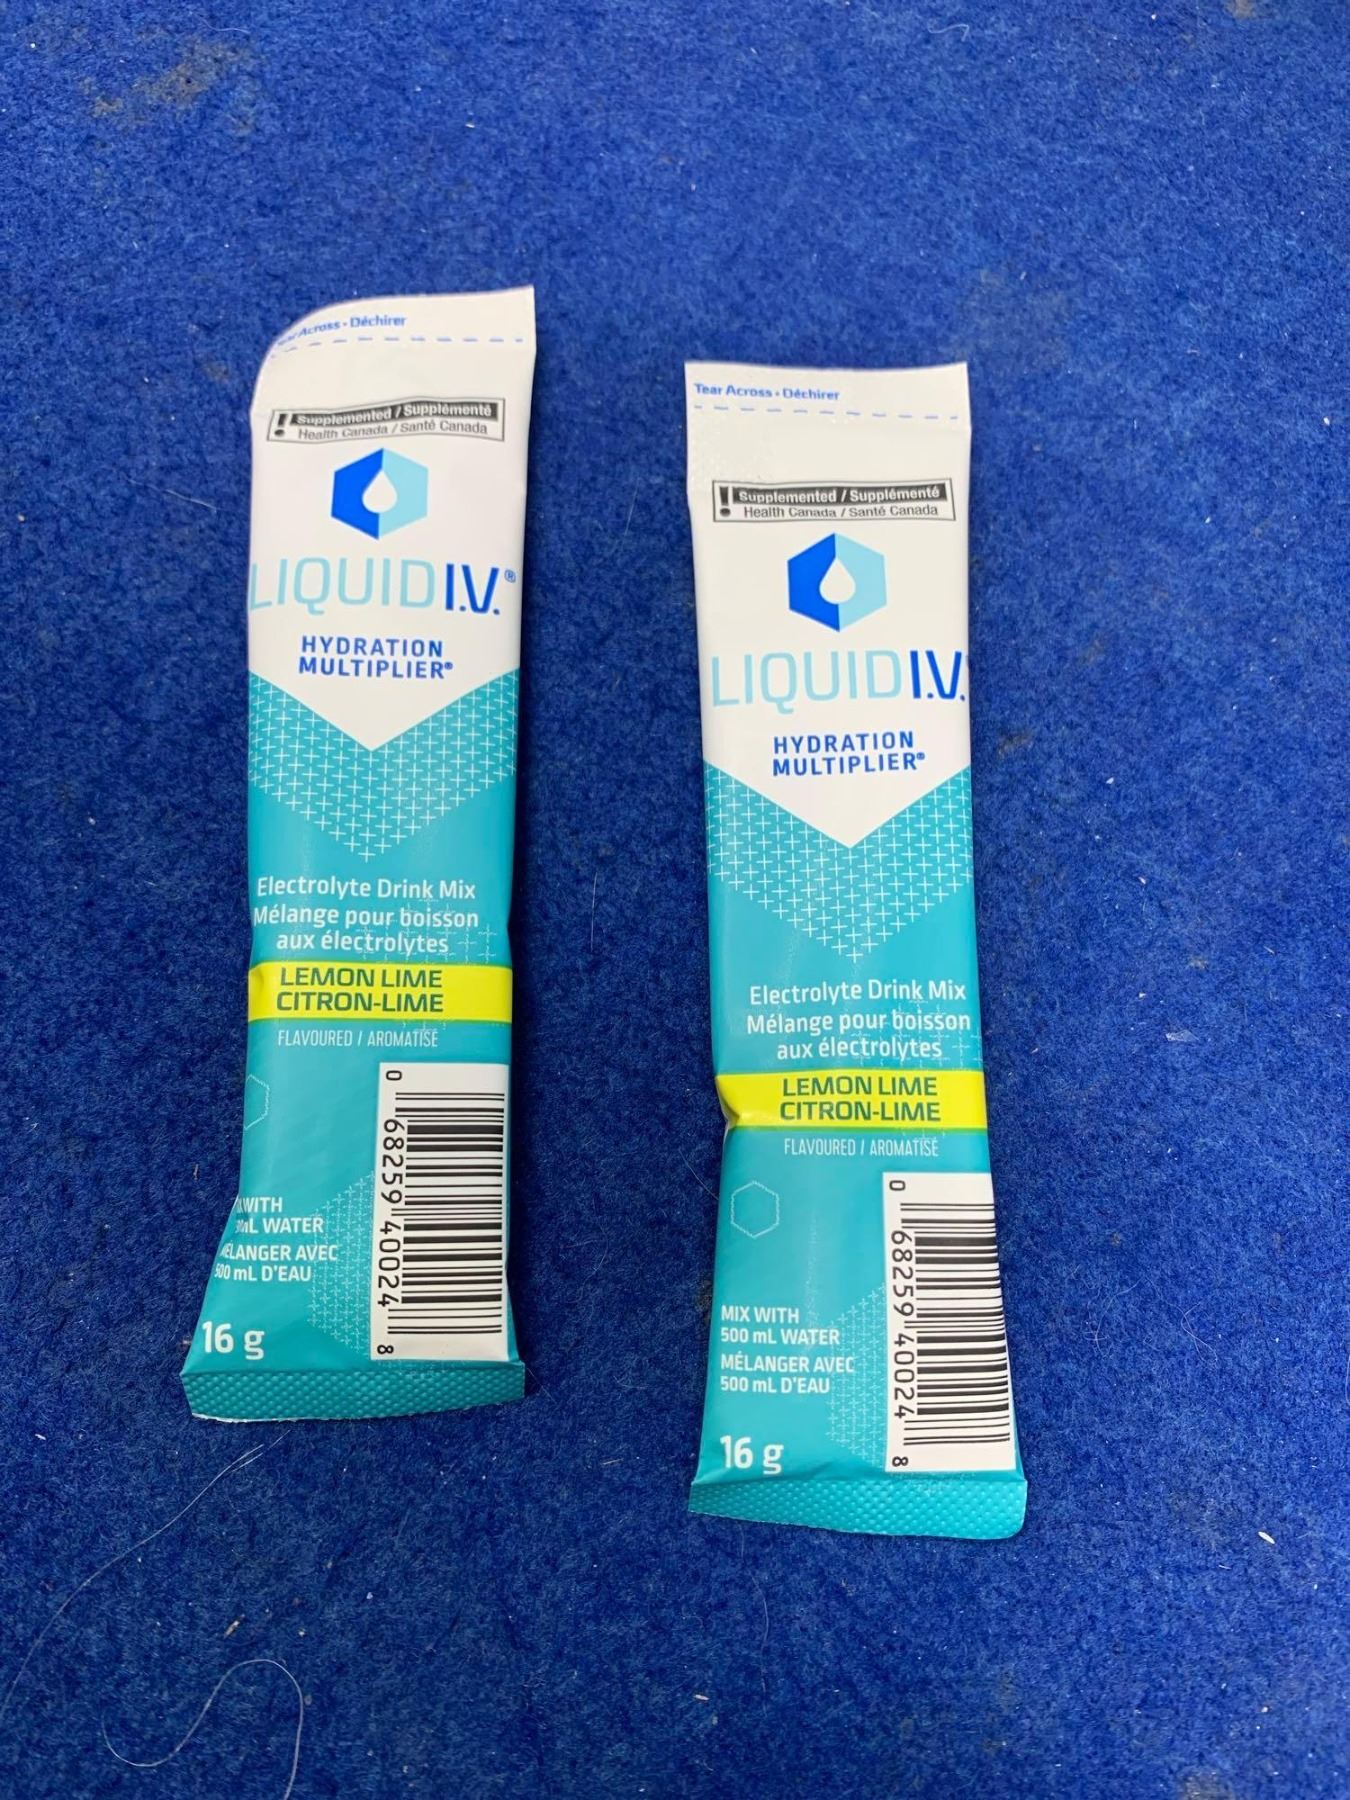 Across • Déchirer
! Supplemented / Supplémenté
Health Canada / Santé Canada
LIQUID I.V.®
HYDRATION
MULTIPLIER®
Electrolyte Drink Mix
Mélange pour boisson
aux électrolytes
LEMON LIME
CITRON-LIME
FLAVOURED / AROMATISÉ
WITH
mL WATER
MÉLANGER AVEC
500 mL D'EAU
16 g
0 68259 40024 8
Tear Across • Déchirer
! Supplemented / Supplémenté
Health Canada / Santé Canada
LIQUID I.V.
HYDRATION
MULTIPLIER®
Electrolyte Drink Mix
Mélange pour boisson
aux électrolytes
LEMON LIME
CITRON-LIME
FLAVOURED / AROMATISÉ
MIX WITH
500 mL WATER
MÉLANGER AVEC
500 mL D'EAU
16 g
0 68259 40024 8